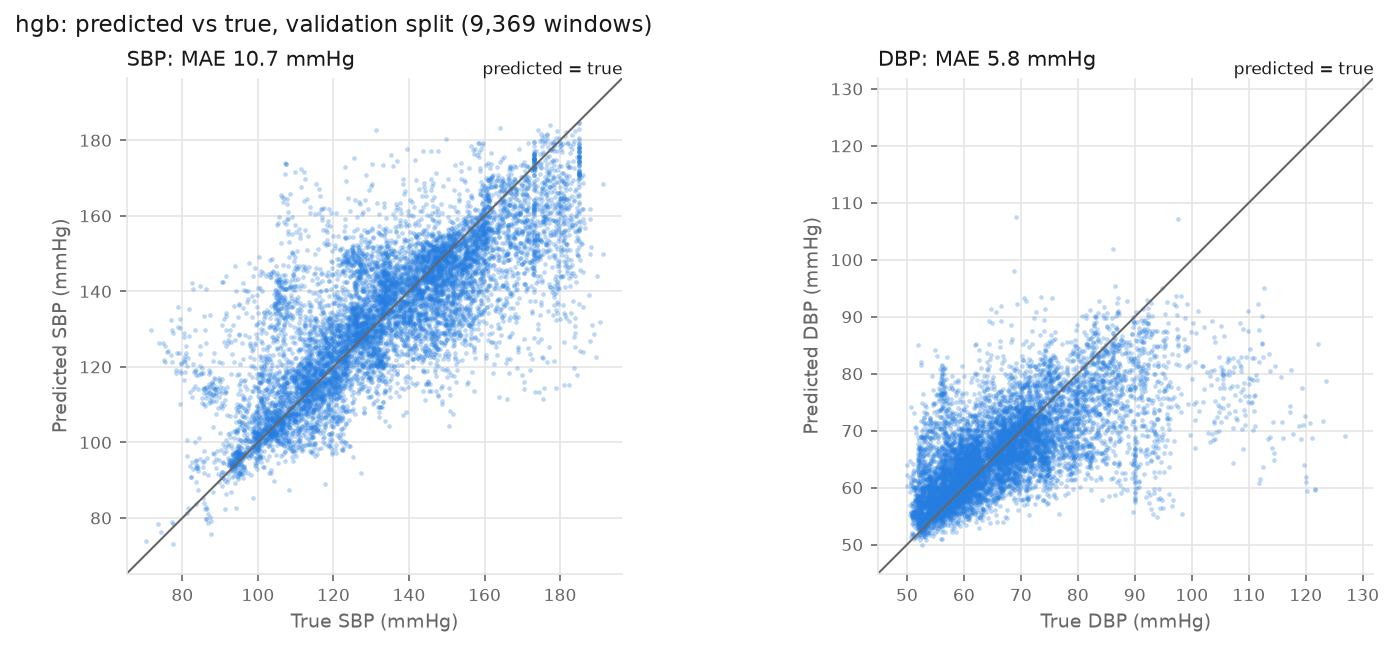 hgb: predicted vs true, validation split (9,369 windows)
SBP: MAE 10.7 mmHg
predicted = true
180
160
140
120
100
80
Predicted SBP (mmHg)
80 100 120 140 160 180
True SBP (mmHg)
DBP: MAE 5.8 mmHg
predicted = true
130
120
110
100
90
80
70
60
50
Predicted DBP (mmHg)
50 60 70 80 90 100 110 120 130
True DBP (mmHg)